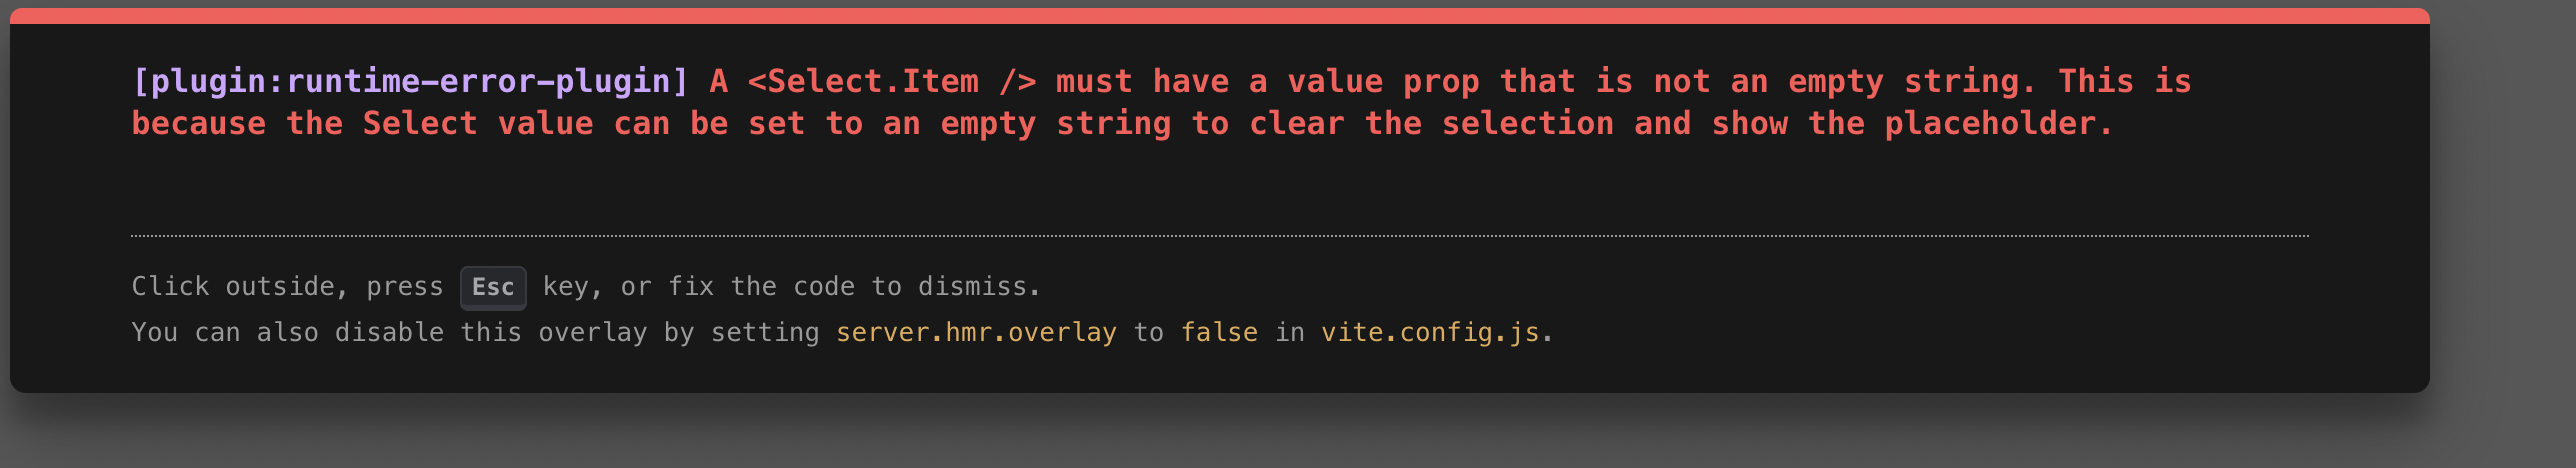 [plugin:runtime-error-plugin] A <Select.Item /> must have a value prop that is not an empty string. This is
because the Select value can be set to an empty string to clear the selection and show the placeholder.
Click outside, press Esc key, or fix the code to dismiss.
You can also disable this overlay by setting server.hmr.overlay to false in vite.config.js.